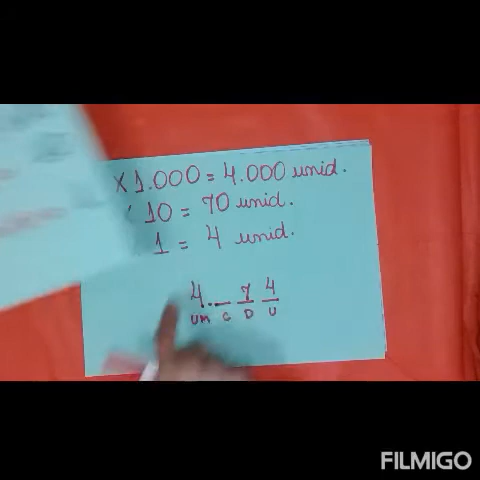 X 1.000 = 4.000 unid.
10 = 70 unid.
1 = 4 unid.
4._ 7 4
UM C D U
FILMIGO